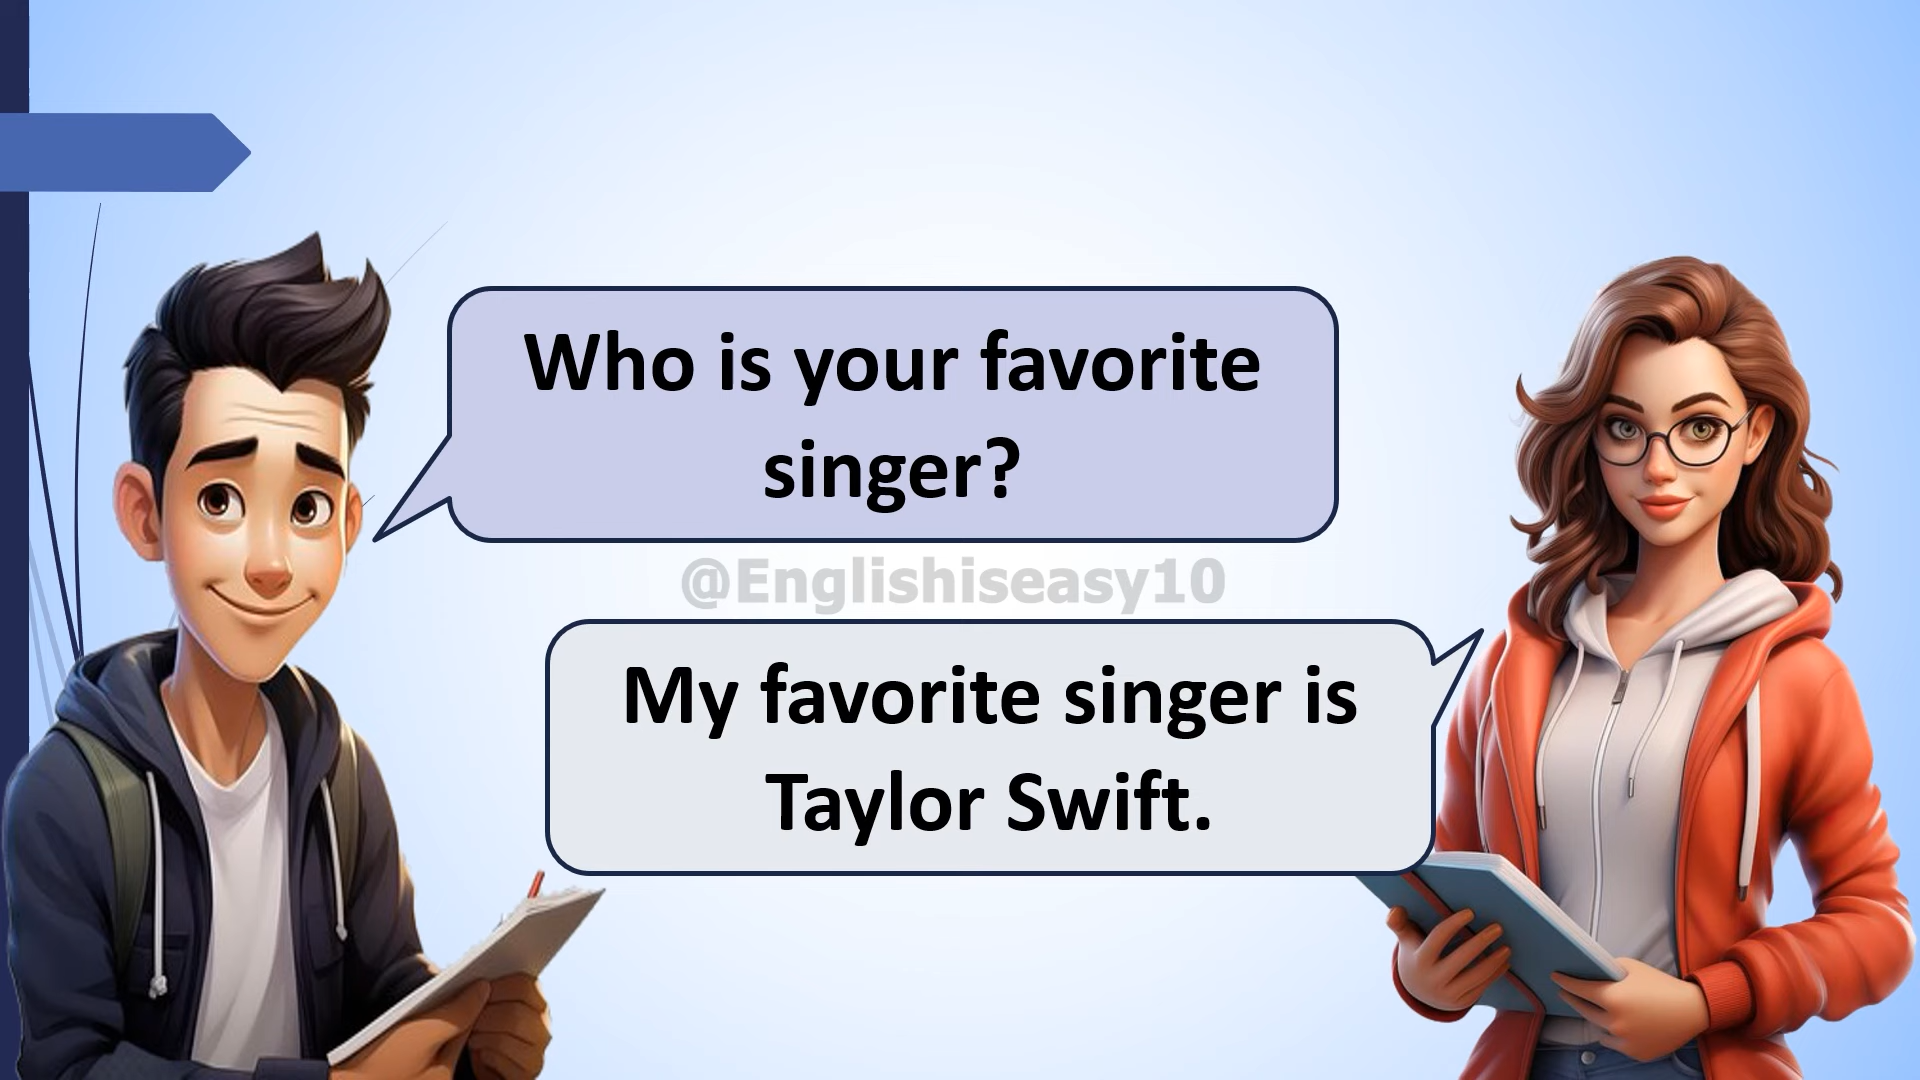 Who is your favorite
singer?
@Englishiseasy10
My favorite singer is
Taylor Swift.